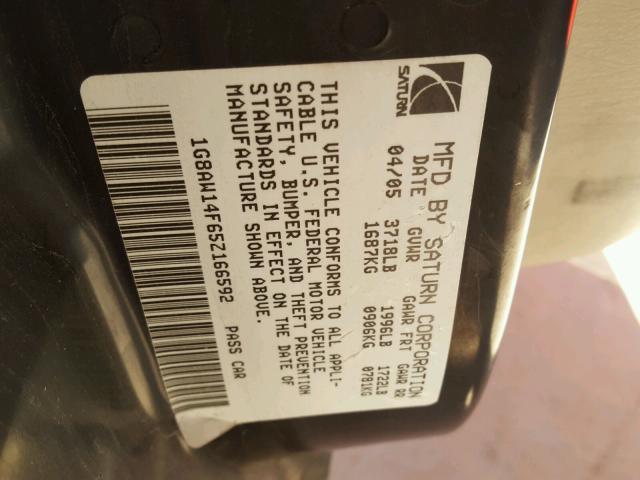 SATURN
MFD BY SATURN CORPORATION
DATE GVWR GAWR FRT GAWR RR
04/05 3718LB 1996LB 1722LB
1687KG 0906KG 0781KG
THIS VEHICLE CONFORMS TO ALL APPLI-
CABLE U.S. FEDERAL MOTOR VEHICLE
SAFETY, BUMPER, AND THEFT PREVENTION
STANDARDS IN EFFECT ON THE DATE OF
MANUFACTURE SHOWN ABOVE.
1G8AW14F65Z166592 PASS CAR